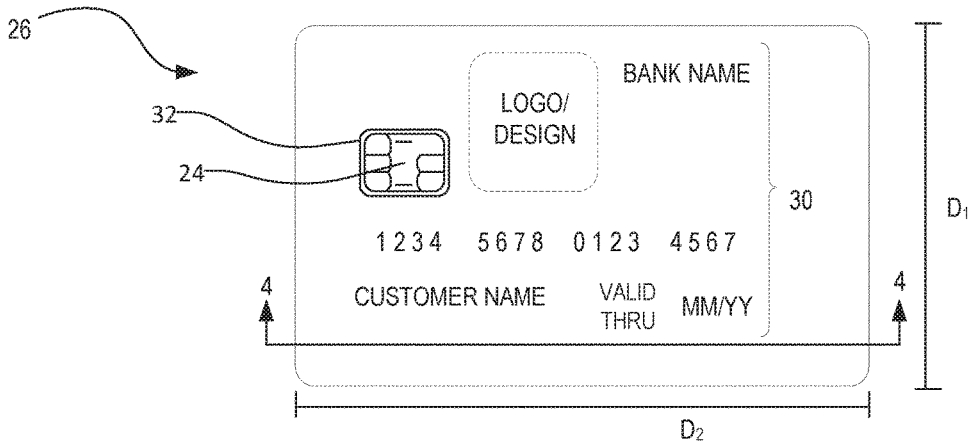 26
BANK NAME
LOGO/
DESIGN
32
24
30
D1
1234 5678 0123 4567
4
4
CUSTOMER NAME
VALID
THRU
MM/YY
D2